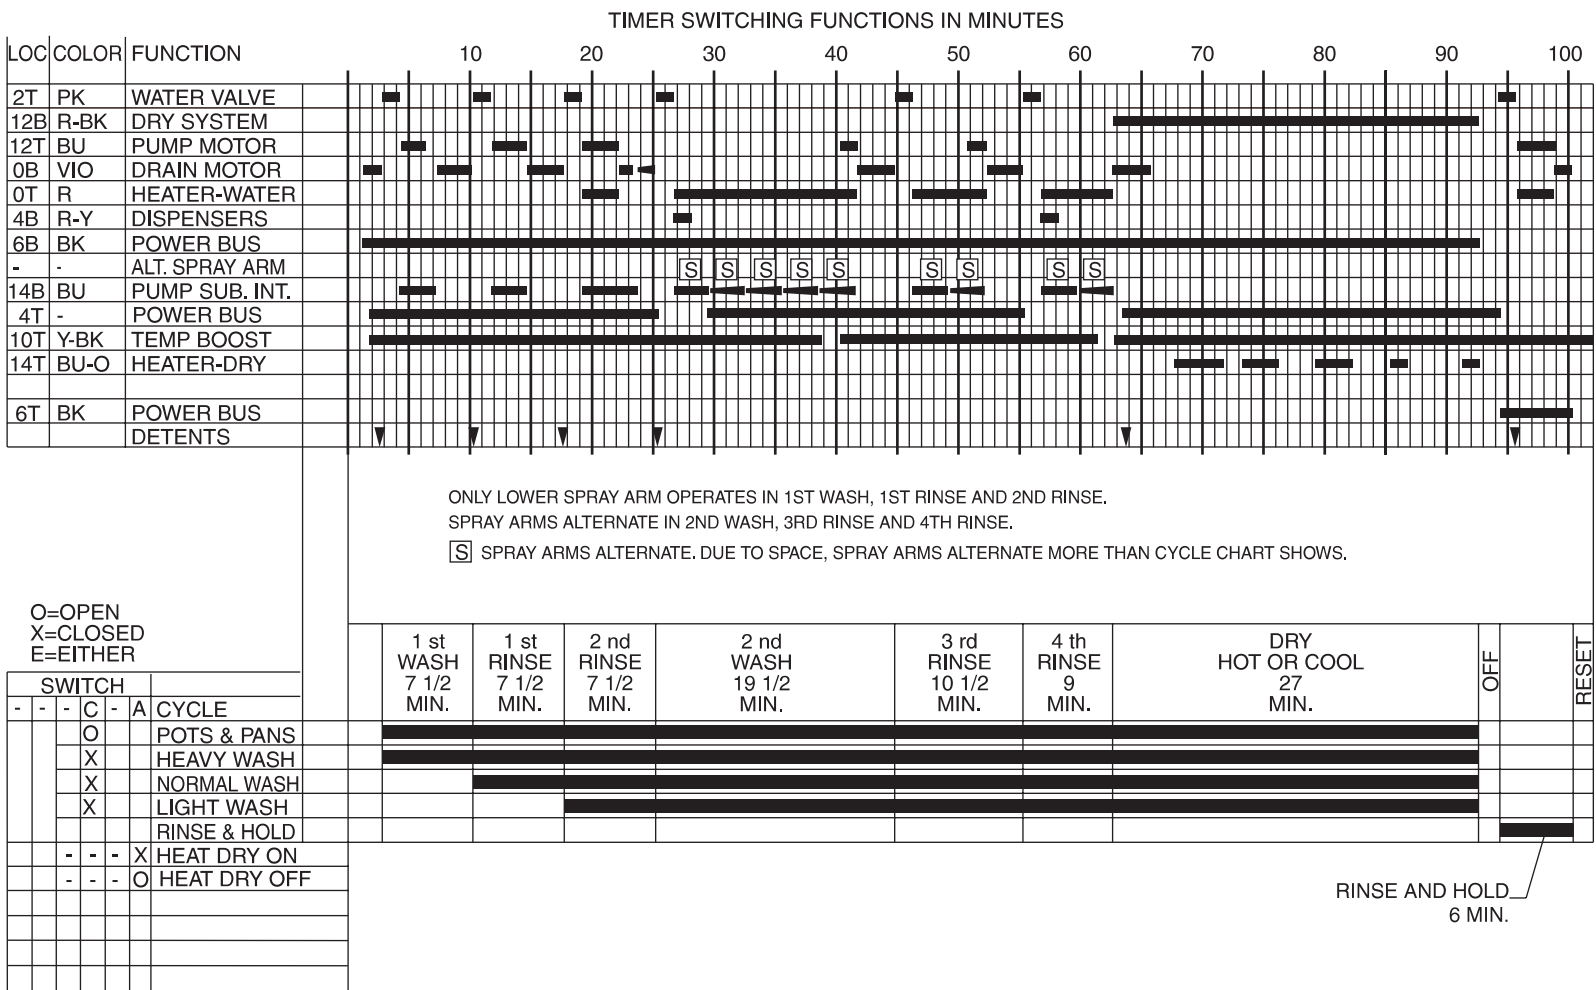 TIMER SWITCHING FUNCTIONS IN MINUTES
LOC COLOR FUNCTION 10 20 30 40 50 60 70 80 90 100
2T PK WATER VALVE
12B R-BK DRY SYSTEM
12T BU PUMP MOTOR
0B VIO DRAIN MOTOR
0T R HEATER-WATER
4B R-Y DISPENSERS
6B BK POWER BUS
- - ALT. SPRAY ARM S S S S S S S S S
14B BU PUMP SUB. INT.
4T - POWER BUS
10T Y-BK TEMP BOOST
14T BU-O HEATER-DRY
6T BK POWER BUS
DETENTS
ONLY LOWER SPRAY ARM OPERATES IN 1ST WASH, 1ST RINSE AND 2ND RINSE.
SPRAY ARMS ALTERNATE IN 2ND WASH, 3RD RINSE AND 4TH RINSE.
S SPRAY ARMS ALTERNATE. DUE TO SPACE, SPRAY ARMS ALTERNATE MORE THAN CYCLE CHART SHOWS.
O=OPEN
X=CLOSED
E=EITHER
1 st
WASH
7 1/2
MIN.
1 st
RINSE
7 1/2
MIN.
2 nd
RINSE
7 1/2
MIN.
2 nd
WASH
19 1/2
MIN.
3 rd
RINSE
10 1/2
MIN.
4 th
RINSE
9
MIN.
DRY
HOT OR COOL
27
MIN.
OFF
RESET
SWITCH
- - - C - A CYCLE
O POTS & PANS
X HEAVY WASH
X NORMAL WASH
X LIGHT WASH
RINSE & HOLD
- - - X HEAT DRY ON
- - - O HEAT DRY OFF
RINSE AND HOLD
6 MIN.